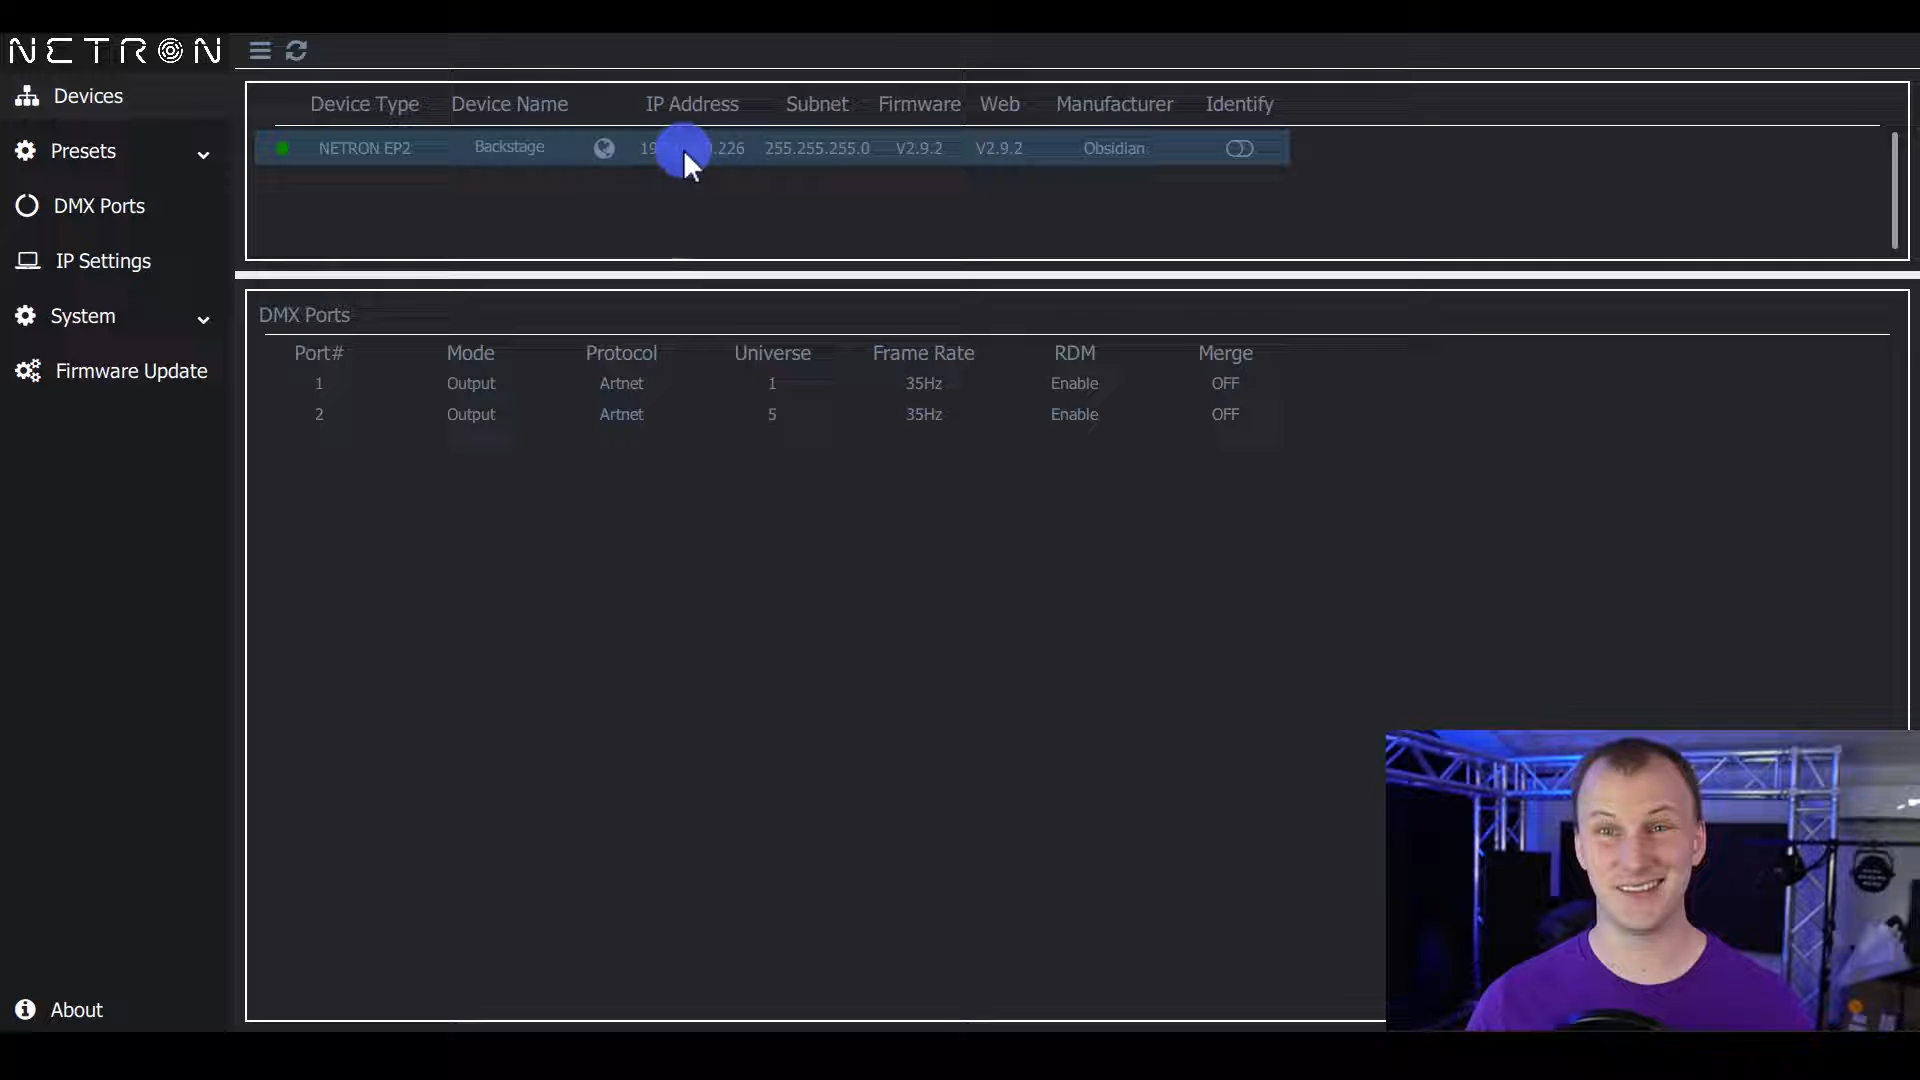 NETRON
Devices
Presets
DMX Ports
IP Settings
System
Firmware Update
About
Device Type Device Name IP Address Subnet Firmware Web Manufacturer Identify
NETRON EP2 Backstage .226 255.255.255.0 V2.9.2 V2.9.2 Obsidian
DMX Ports
Port# Mode Protocol Universe Frame Rate RDM Merge
1 Output Artnet 1 35Hz Enable OFF
2 Output Artnet 5 35Hz Enable OFF